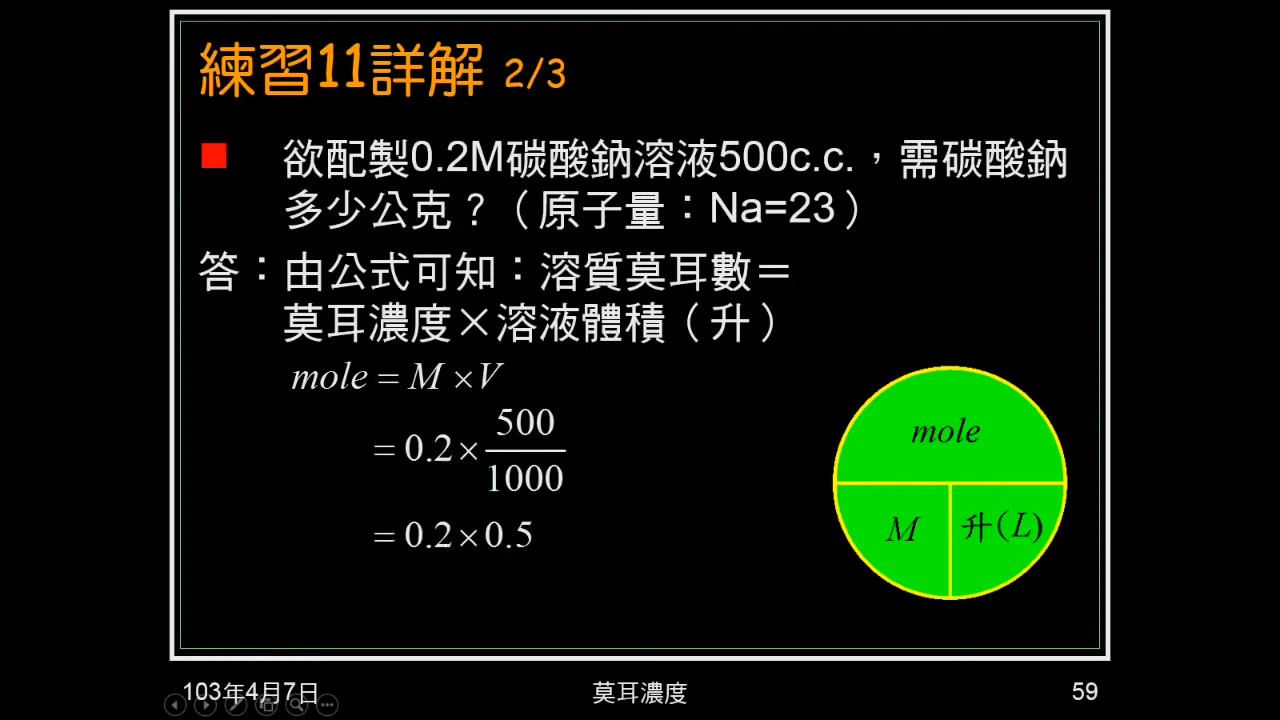 練習11詳解 2/3
欲配製0.2M碳酸鈉溶液500c.c.，需碳酸鈉
多少公克？（原子量：Na=23）
答：由公式可知：溶質莫耳數＝
莫耳濃度×溶液體積（升）
mole = M × V
= 0.2 × 500/1000
= 0.2 × 0.5
mole
M 升(L)
103年4月7日 莫耳濃度 59